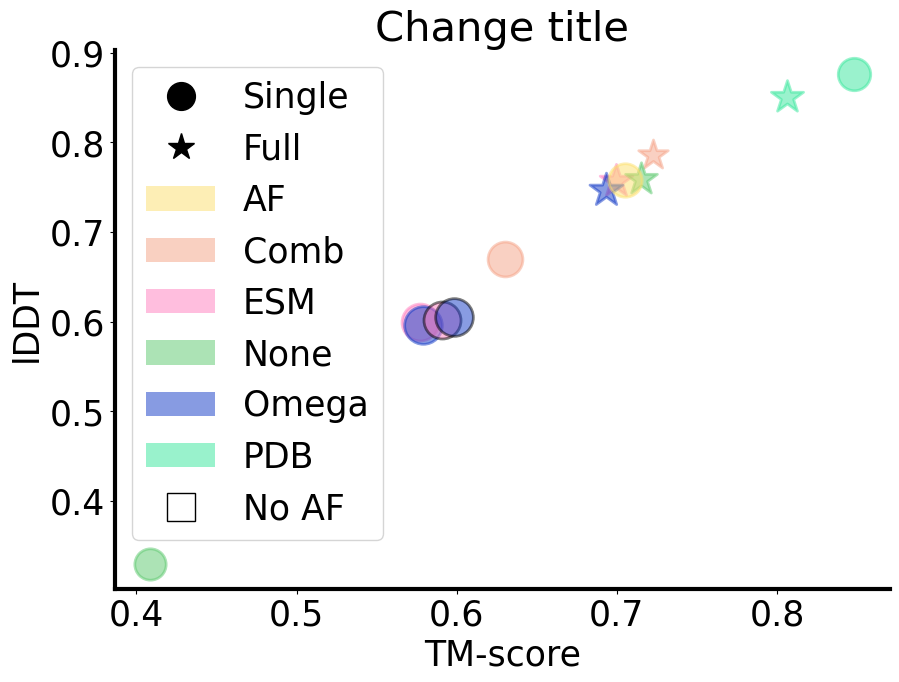 Change title
0.9
0.8
0.7
0.6
0.5
0.4
lDDT
Single
Full
AF
Comb
ESM
None
Omega
PDB
No AF
0.4 0.5 0.6 0.7 0.8
TM-score